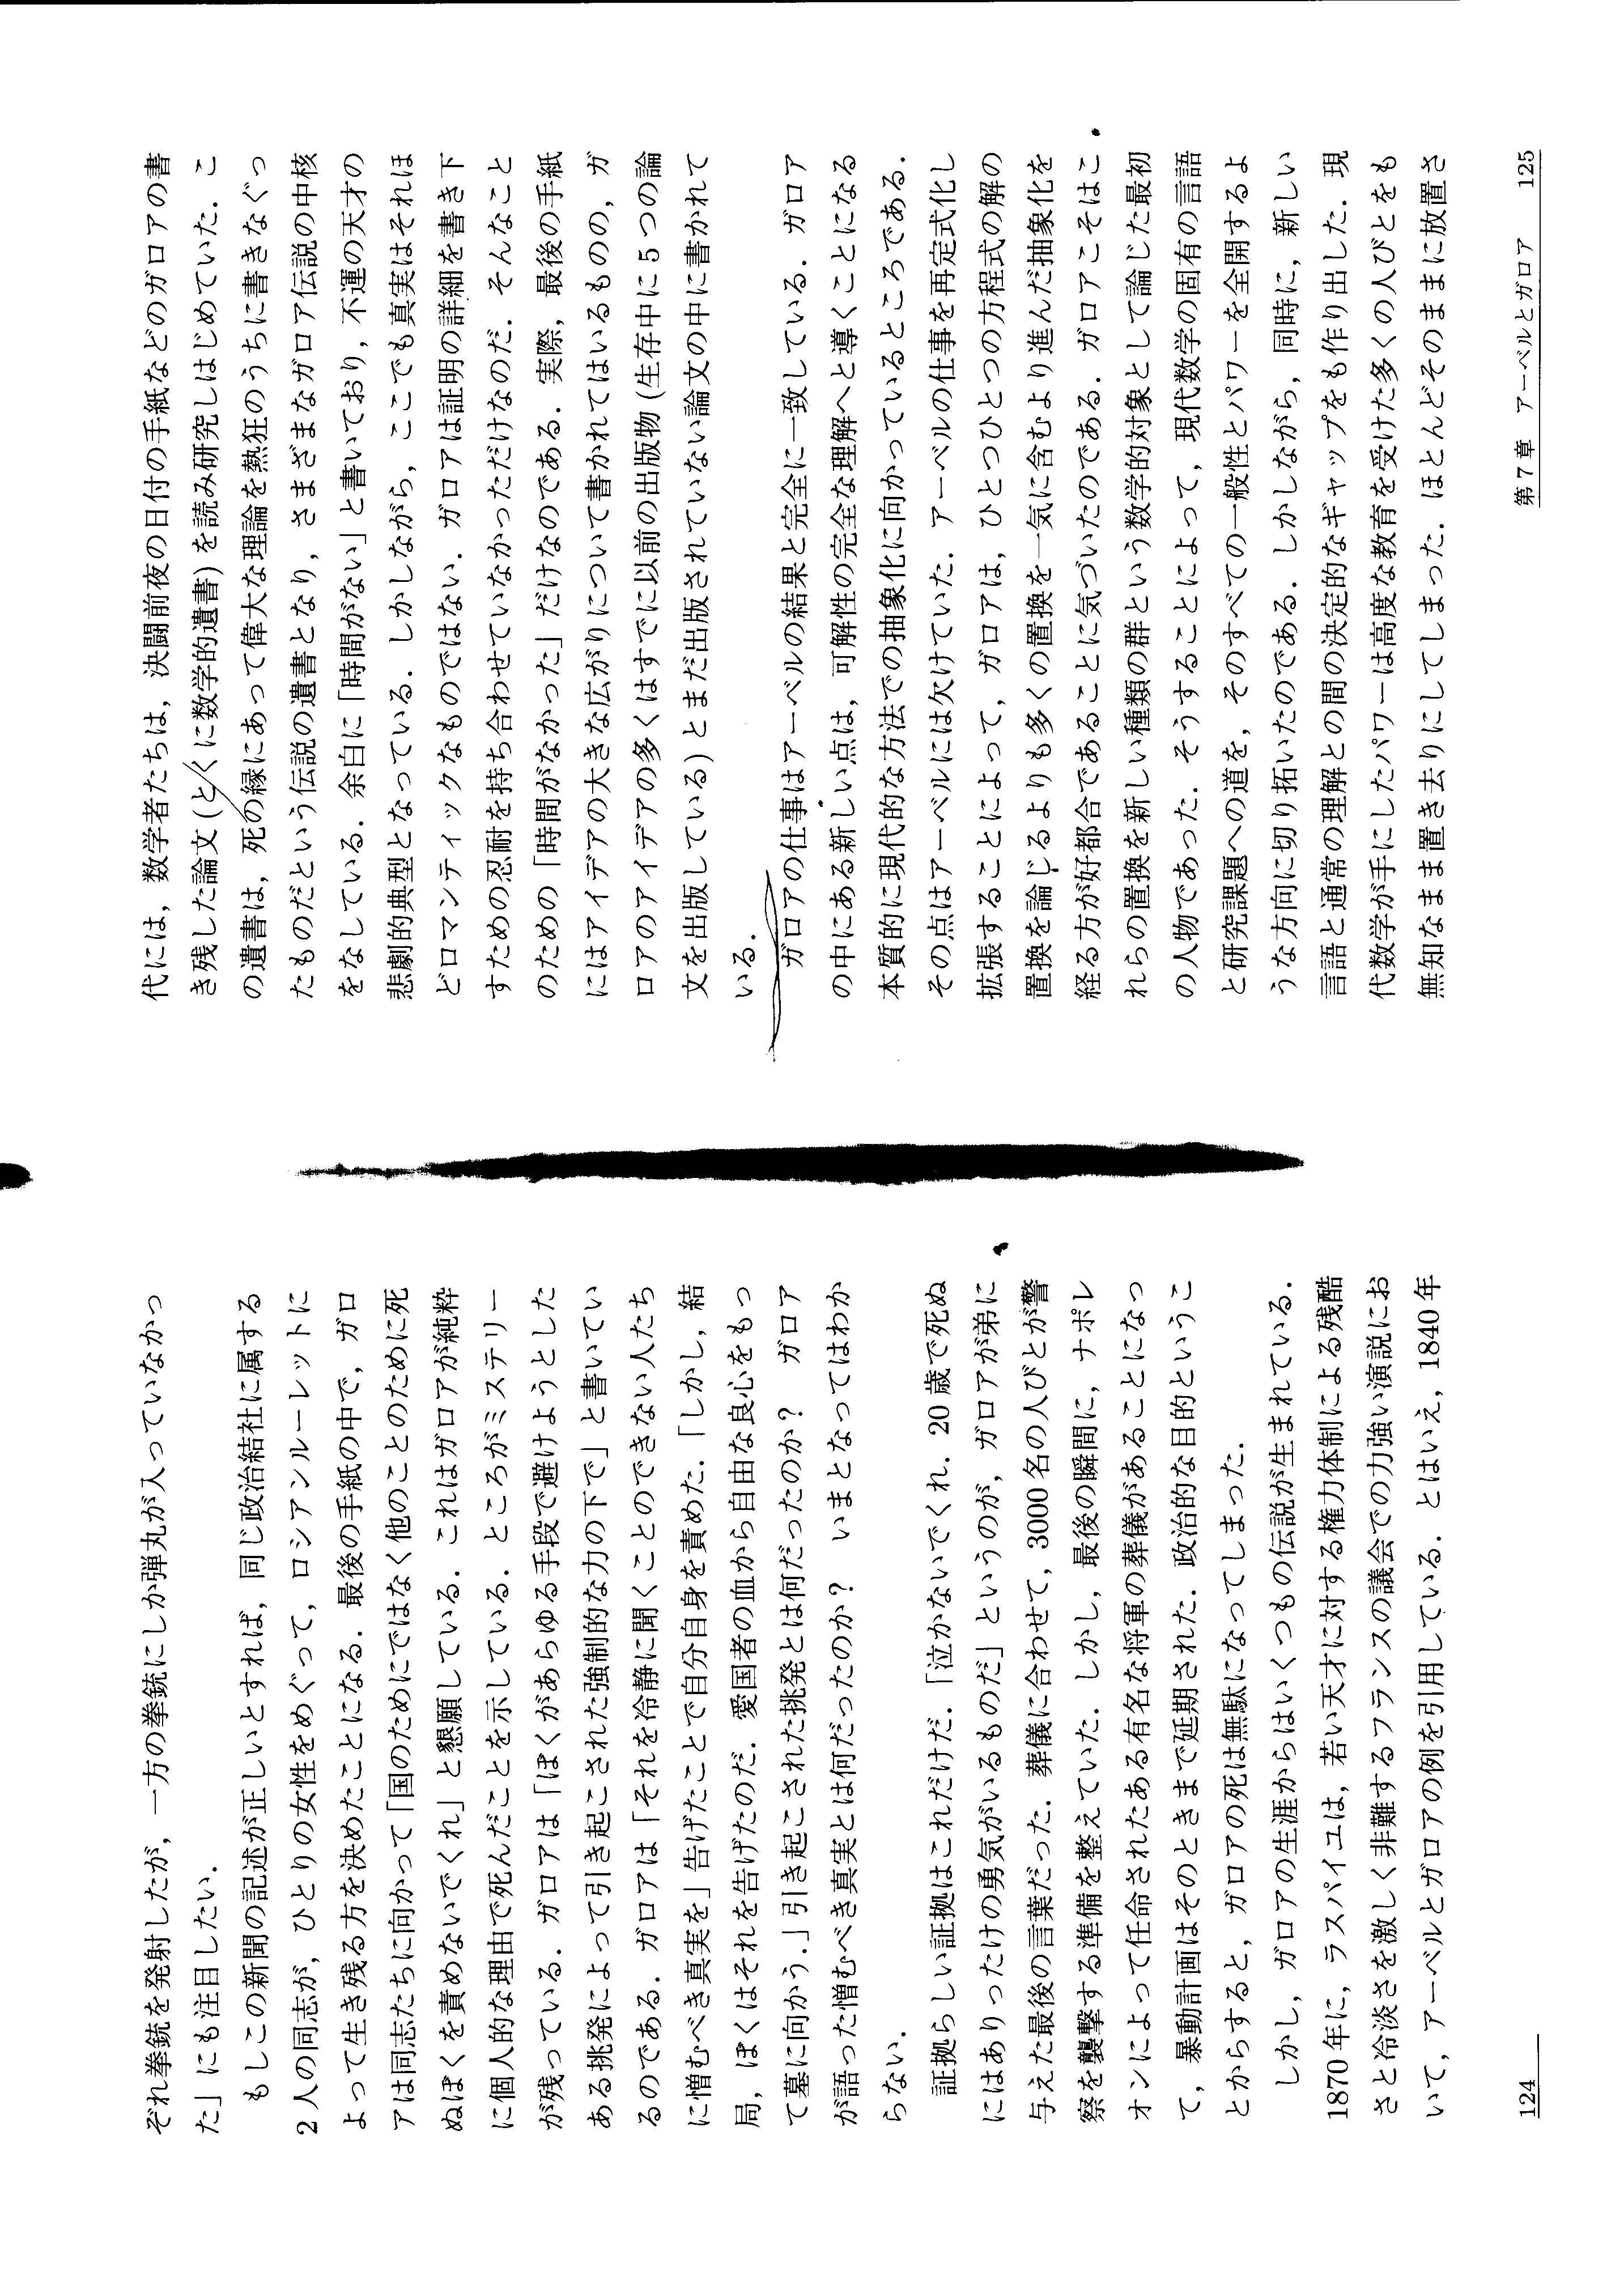 ぞれ拳銃を発射したが，一方の拳銃にしか弾丸が入っていなかっ
た」にも注目したい．
もしこの新聞の記述が正しいとすれば，同じ政治結社に属する
2人の同志が，ひとりの女性をめぐって，ロシアンルーレットに
よって生き残る方を決めたことになる．最後の手紙の中で，ガロ
アは同志たちに向かって「国のためにではなく他のことのために死
ぬぼくを責めないでくれ」と懇願している．これはガロアが純粋
に個人的な理由で死んだことを示している．ところがミステリー
が残っている．ガロアは「ぼくがあらゆる手段で避けようとした
ある挑発によって引き起こされた強制的な力の下で」と書いてい
るのである．ガロアは「それを冷静に聞くことのできない人たち
に憎むべき真実を」告げたことで自分自身を責めた．「しかし，結
局，ぼくはそれを告げたのだ．愛国者の血から自由な良心をもっ
て墓に向かう．」引き起こされた挑発とは何だったのか？　ガロア
が語った憎むべき真実とは何だったのか？　いまとなってはわか
らない．
証拠らしい証拠はこれだけだ．「泣かないでくれ．20歳で死ぬ
にはありったけの勇気がいるものだ」というのが，ガロアが弟に
与えた最後の言葉だった．葬儀に合わせて，3000名の人びとが警
察を襲撃する準備を整えていた．しかし，最後の瞬間に，ナポレ
オンによって任命されたある有名な将軍の葬儀があることになっ
て，暴動計画はそのときまで延期された．政治的な目的というこ
とからすると，ガロアの死は無駄になってしまった．
しかし，ガロアの生涯からはいくつもの伝説が生まれている．
1870年に，ラスパイユは，若い天才に対する権力体制による残酷
さと冷淡さを激しく非難するフランスの議会での力強い演説にお
いて，アーベルとガロアの例を引用している．とはいえ，1840年
124
代には，数学者たちは，決闘前夜の日付の手紙などのガロアの書
き残した論文（とくに数学的遺書）を読み研究しはじめていた．こ
の遺書は，死の縁にあって偉大な理論を熱狂のうちに書きなぐっ
たものだという伝説の遺書となり，さまざまなガロア伝説の中核
をなしている．余白に「時間がない」と書いており，不運の天才の
悲劇的典型となっている．しかしながら，ここでも真実はそれほ
どロマンティックなものではない．ガロアは証明の詳細を書き下
すための忍耐を持ち合わせていなかっただけなのだ．そんなこと
のための「時間がなかった」だけなのである．実際，最後の手紙
にはアイデアの大きな広がりについて書かれてはいるものの，ガ
ロアのアイデアの多くはすでに以前の出版物（生存中に5つの論
文を出版している）とまだ出版されていない論文の中に書かれて
いる．
ガロアの仕事はアーベルの結果と完全に一致している．ガロア
の中にある新しい点は，可解性の完全な理解へと導くことになる
本質的に現代的な方法での抽象化に向かっているところである．
その点はアーベルには欠けていた．アーベルの仕事を再定式化し
拡張することによって，ガロアは，ひとつひとつの方程式の解の
置換を論じるよりも多くの置換を一気に含むより進んだ抽象化を
経る方が好都合であることに気づいたのである．ガロアこそはこ
れらの置換を新しい種類の群という数学的対象として論じた最初
の人物であった．そうすることによって，現代数学の固有の言語
と研究課題への道を，そのすべての一般性とパワーを全開するよ
うな方向に切り拓いたのである．しかしながら，同時に，新しい
言語と通常の理解との間の決定的なギャップをも作り出した．現
代数学が手にしたパワーは高度な教育を受けた多くの人びとをも
無知なまま置き去りにしてしまった．ほとんどそのままに放置さ
第7章　アーベルとガロア　125